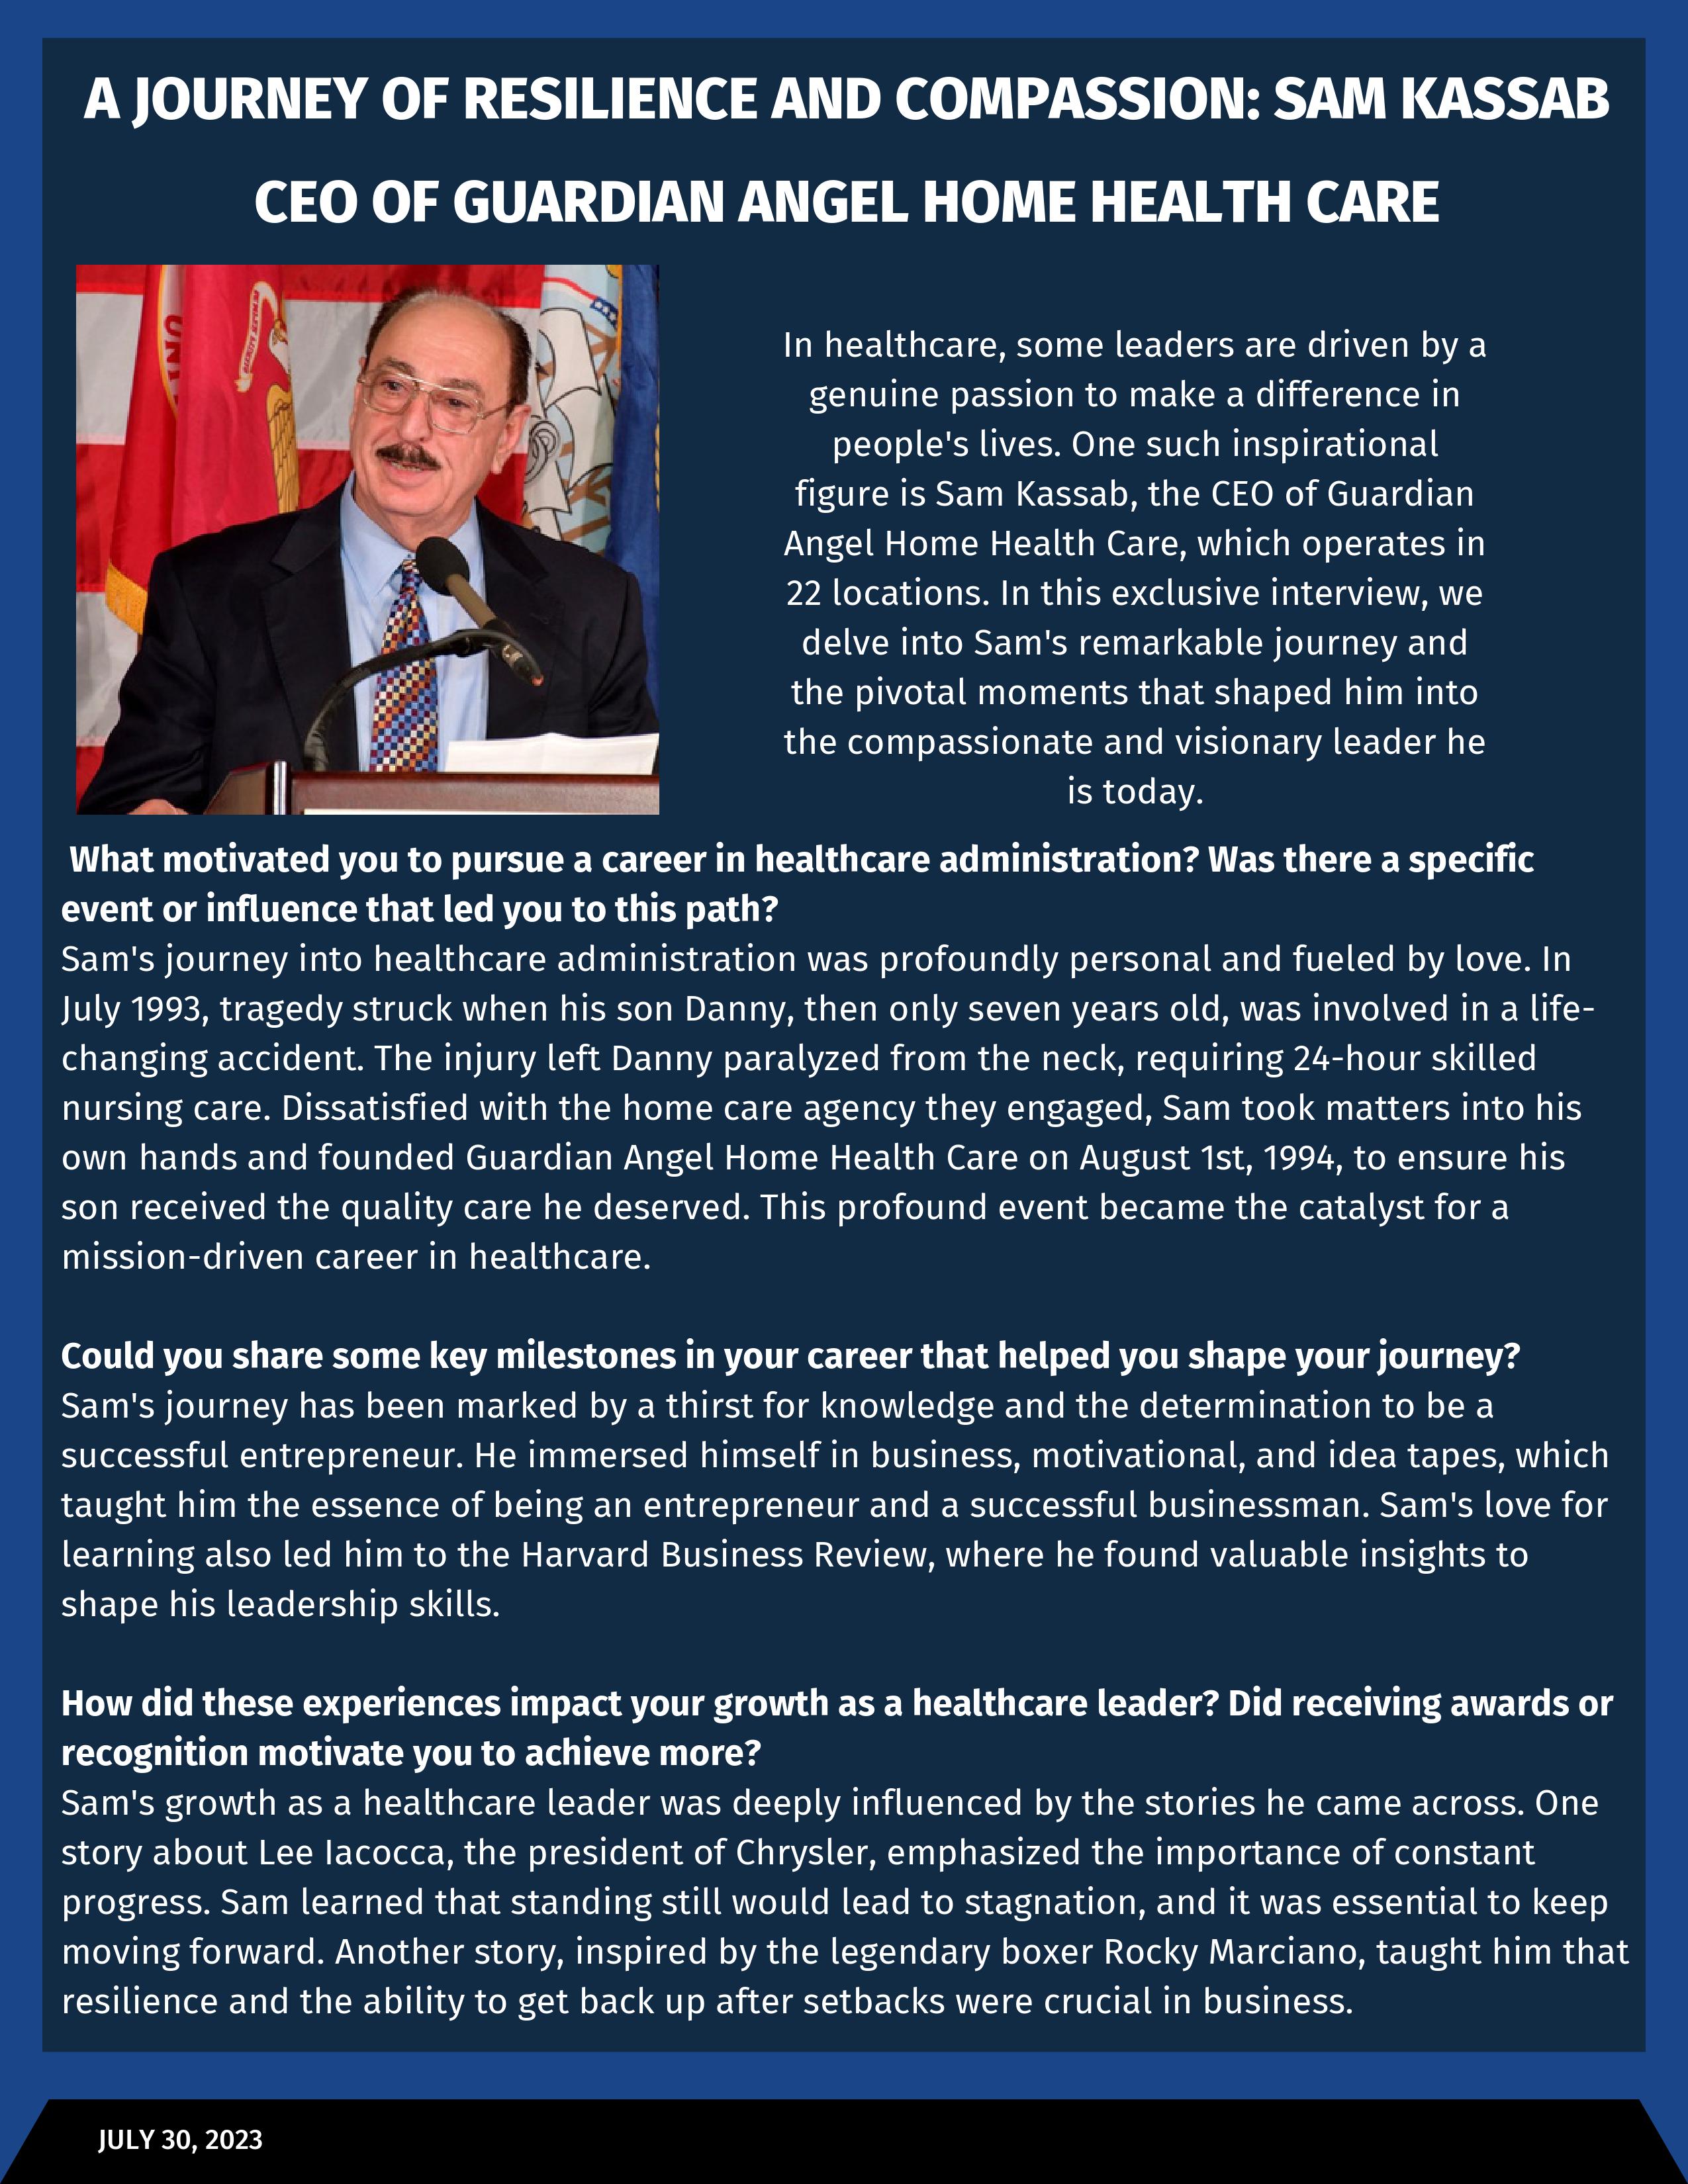 A JOURNEY OF RESILIENCE AND COMPASSION: SAM KASSAB
CEO OF GUARDIAN ANGEL HOME HEALTH CARE
In healthcare, some leaders are driven by a
genuine passion to make a difference in
people's lives. One such inspirational
figure is Sam Kassab, the CEO of Guardian
Angel Home Health Care, which operates in
22 locations. In this exclusive interview, we
delve into Sam's remarkable journey and
the pivotal moments that shaped him into
the compassionate and visionary leader he
is today.
What motivated you to pursue a career in healthcare administration? Was there a specific
event or influence that led you to this path?
Sam's journey into healthcare administration was profoundly personal and fueled by love. In
July 1993, tragedy struck when his son Danny, then only seven years old, was involved in a life-
changing accident. The injury left Danny paralyzed from the neck, requiring 24-hour skilled
nursing care. Dissatisfied with the home care agency they engaged, Sam took matters into his
own hands and founded Guardian Angel Home Health Care on August 1st, 1994, to ensure his
son received the quality care he deserved. This profound event became the catalyst for a
mission-driven career in healthcare.
Could you share some key milestones in your career that helped you shape your journey?
Sam's journey has been marked by a thirst for knowledge and the determination to be a
successful entrepreneur. He immersed himself in business, motivational, and idea tapes, which
taught him the essence of being an entrepreneur and a successful businessman. Sam's love for
learning also led him to the Harvard Business Review, where he found valuable insights to
shape his leadership skills.
How did these experiences impact your growth as a healthcare leader? Did receiving awards or
recognition motivate you to achieve more?
Sam's growth as a healthcare leader was deeply influenced by the stories he came across. One
story about Lee Iacocca, the president of Chrysler, emphasized the importance of constant
progress. Sam learned that standing still would lead to stagnation, and it was essential to keep
moving forward. Another story, inspired by the legendary boxer Rocky Marciano, taught him that
resilience and the ability to get back up after setbacks were crucial in business.
JULY 30, 2023